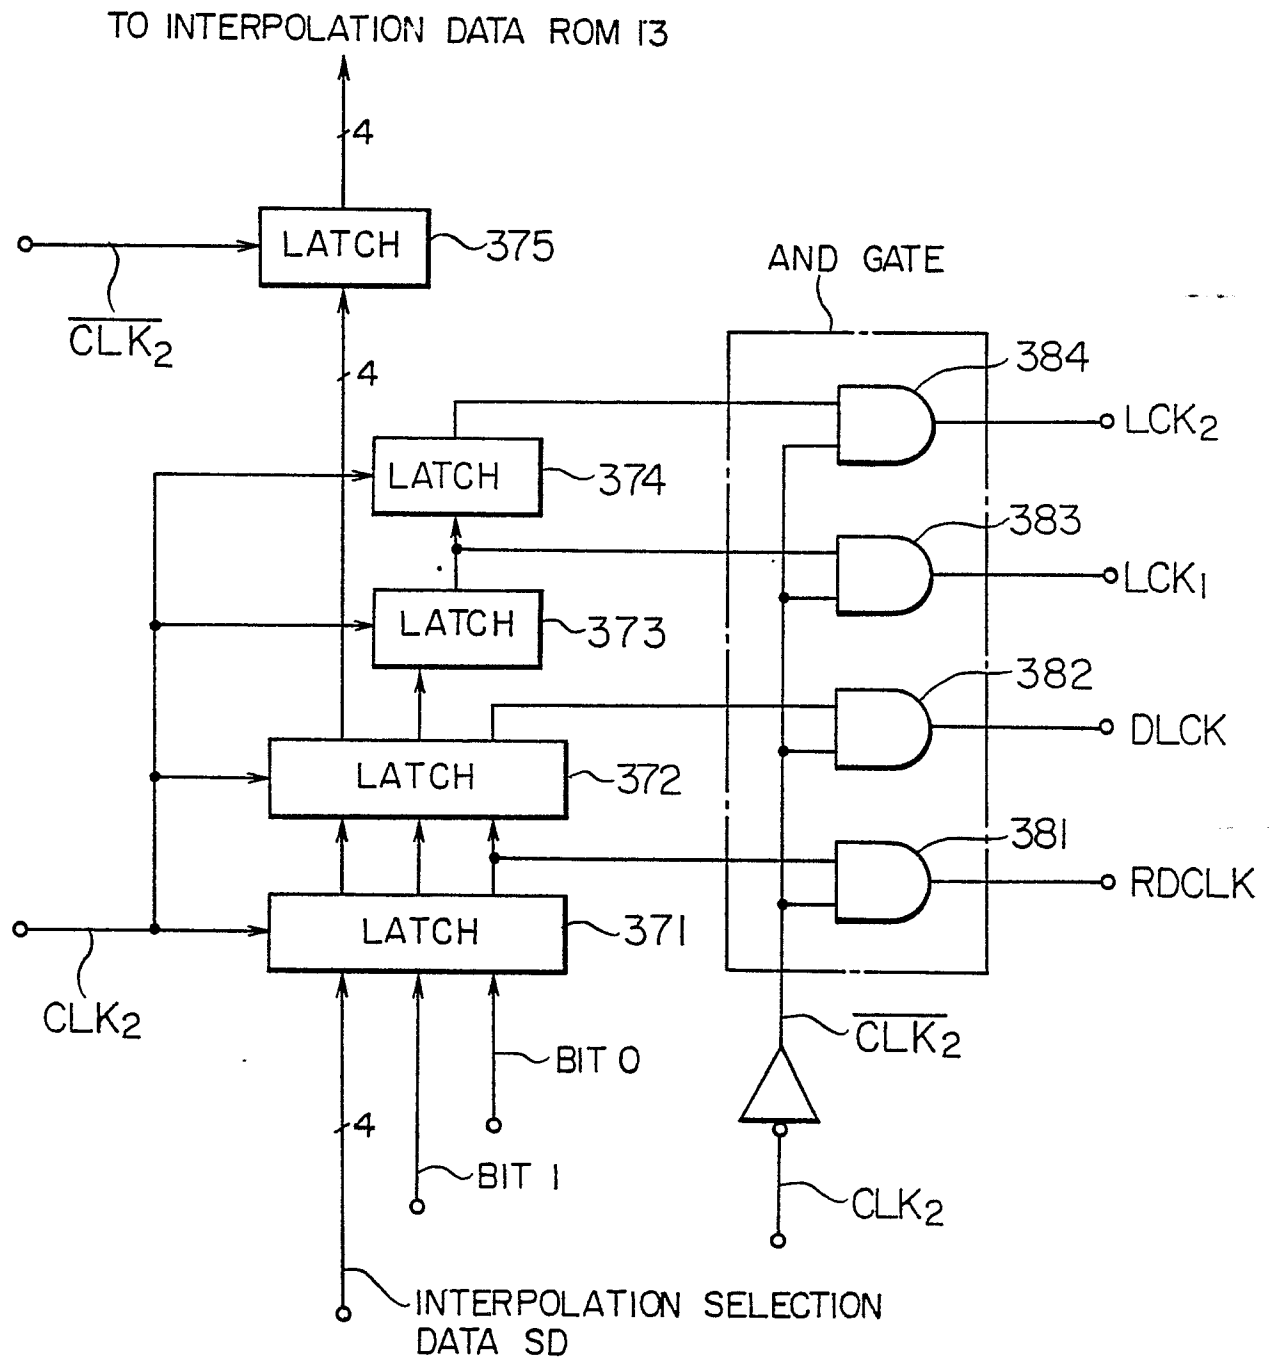 TO INTERPOLATION DATA ROM 13
4
LATCH
375
CLK2
AND GATE
4
384
LCK2
LATCH
374
383
LCK1
LATCH
373
382
DLCK
LATCH
372
381
RDCLK
LATCH
371
CLK2
CLK2
BIT 0
4
BIT 1
CLK2
INTERPOLATION SELECTION
DATA SD